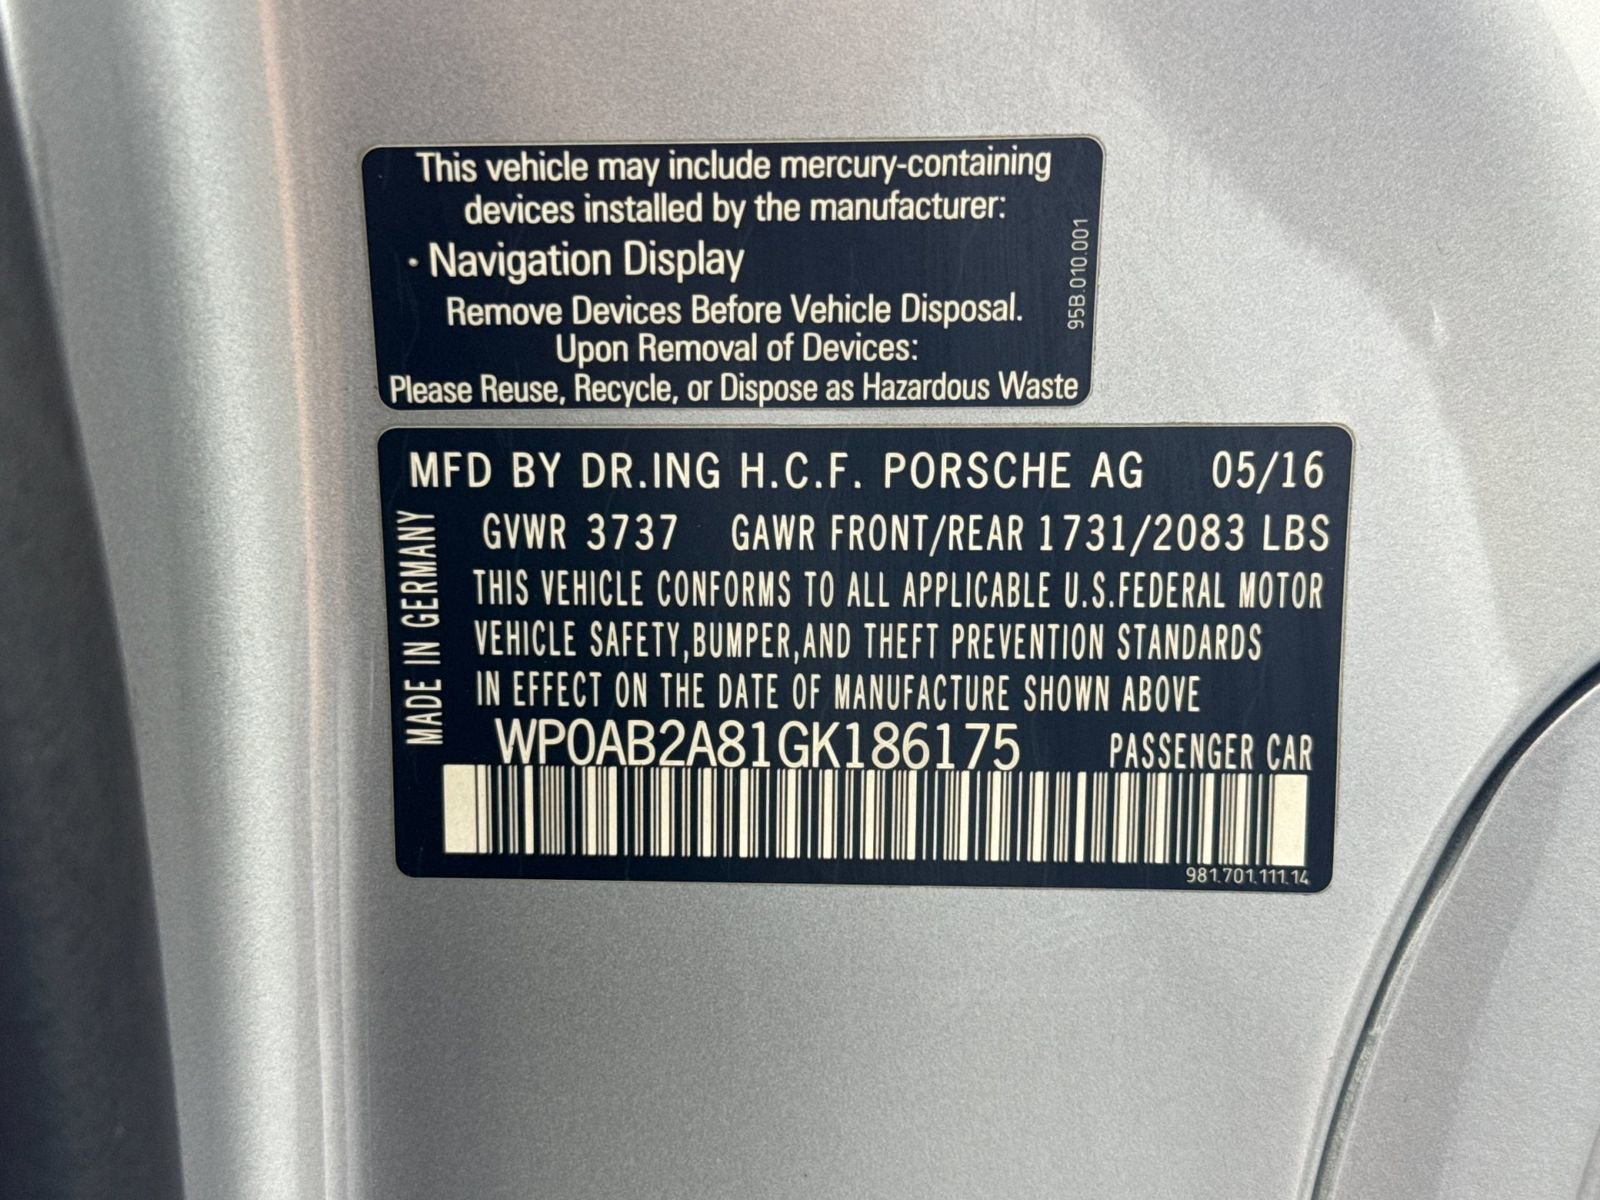 This vehicle may include mercury-containing
devices installed by the manufacturer:
· Navigation Display
Remove Devices Before Vehicle Disposal.
Upon Removal of Devices:
Please Reuse, Recycle, or Dispose as Hazardous Waste
95B.010.001
MFD BY DR.ING H.C.F. PORSCHE AG 05/16
GVWR 3737 GAWR FRONT/REAR 1731/2083 LBS
THIS VEHICLE CONFORMS TO ALL APPLICABLE U.S.FEDERAL MOTOR
VEHICLE SAFETY,BUMPER,AND THEFT PREVENTION STANDARDS
IN EFFECT ON THE DATE OF MANUFACTURE SHOWN ABOVE
WP0AB2A81GK186175 PASSENGER CAR
MADE IN GERMANY
981.701.111.14